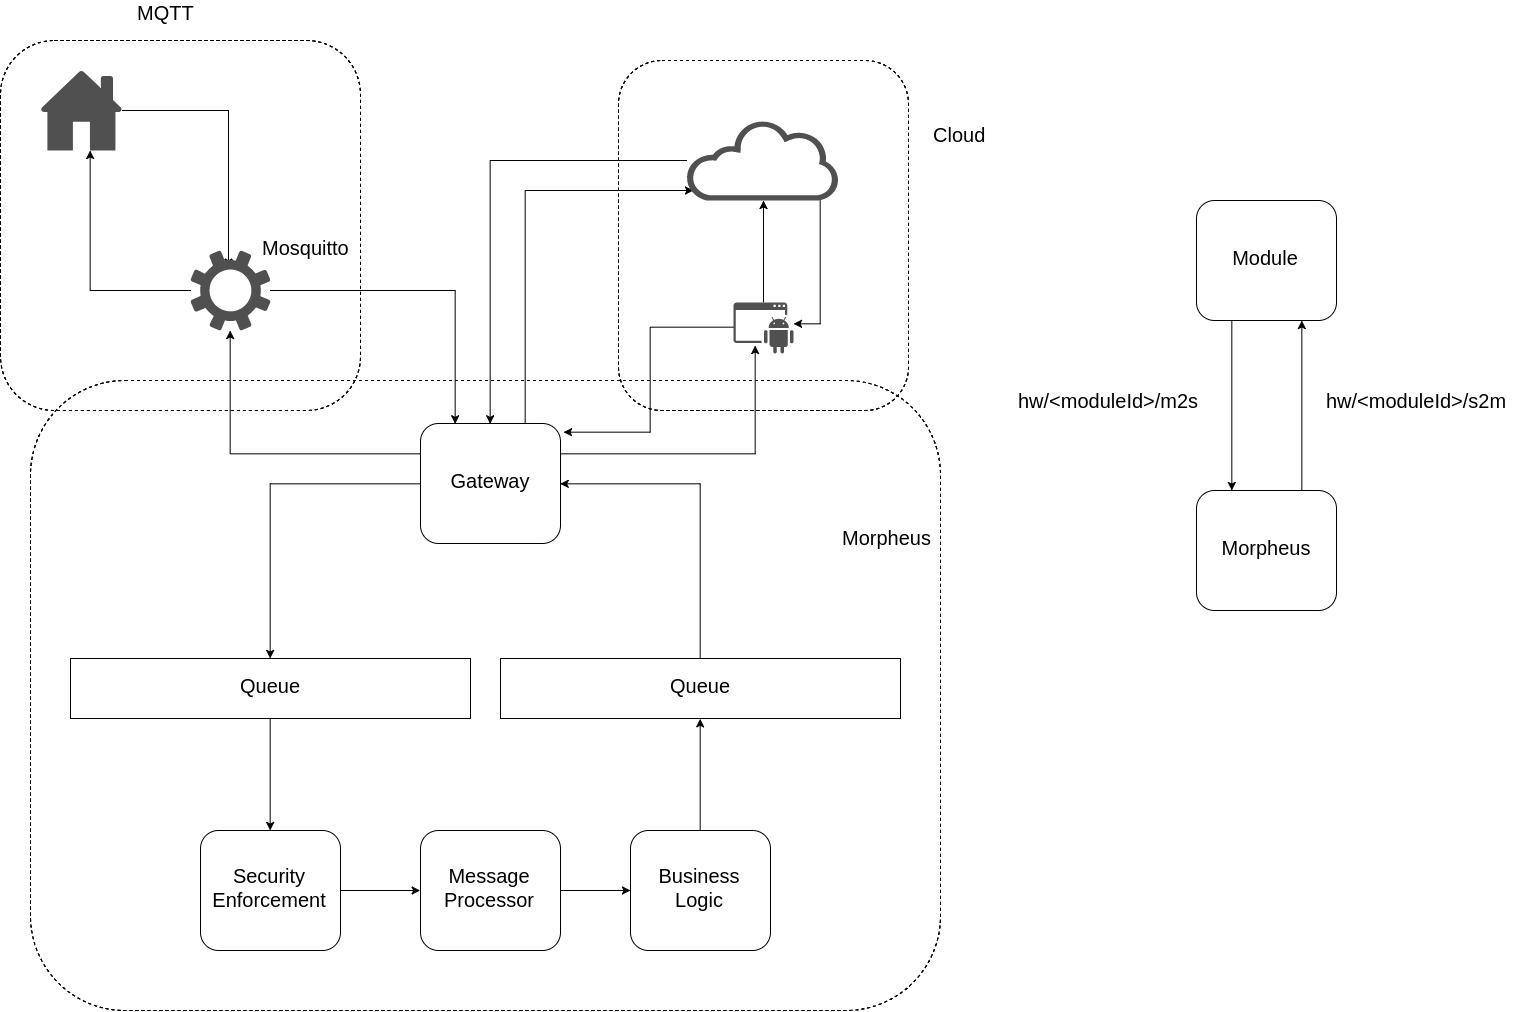 MQTT
Cloud
Mosquitto
Module
hw/<moduleId>/m2s
hw/<moduleId>/s2m
Gateway
Morpheus
Morpheus
Queue
Queue
Security
Enforcement
Message
Processor
Business
Logic